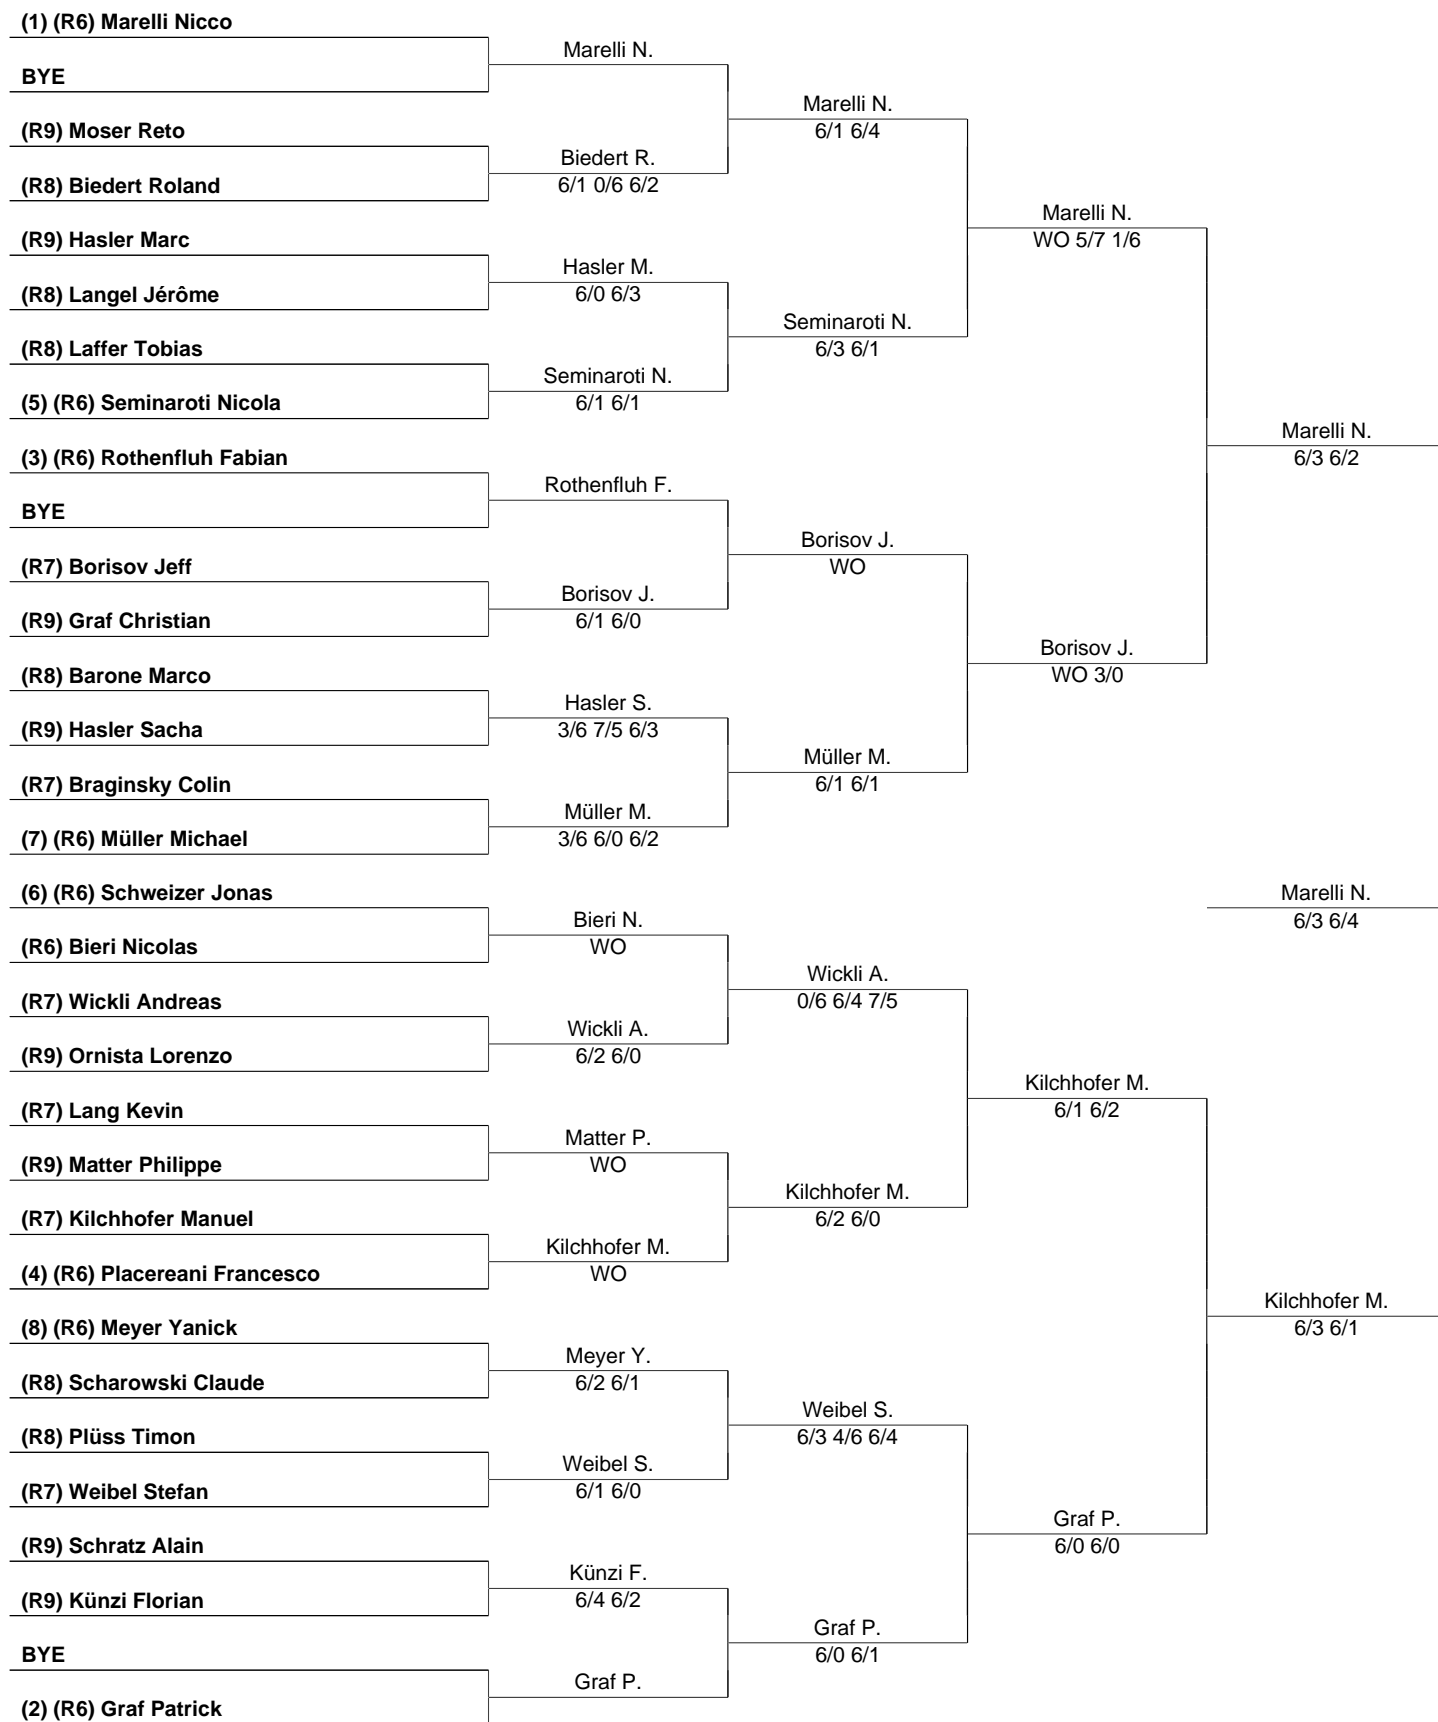 (1) (R6) Marelli Nicco
Marelli N.
BYE
Marelli N.
6/1 6/4
(R9) Moser Reto
Biedert R.
6/1 0/6 6/2
(R8) Biedert Roland
Marelli N.
WO 5/7 1/6
(R9) Hasler Marc
Hasler M.
6/0 6/3
(R8) Langel Jérôme
Seminaroti N.
6/3 6/1
(R8) Laffer Tobias
Seminaroti N.
6/1 6/1
(5) (R6) Seminaroti Nicola
Marelli N.
6/3 6/2
(3) (R6) Rothenfluh Fabian
Rothenfluh F.
BYE
Borisov J.
WO
(R7) Borisov Jeff
Borisov J.
6/1 6/0
(R9) Graf Christian
Borisov J.
WO 3/0
(R8) Barone Marco
Hasler S.
3/6 7/5 6/3
(R9) Hasler Sacha
Müller M.
6/1 6/1
(R7) Braginsky Colin
Müller M.
3/6 6/0 6/2
(7) (R6) Müller Michael
(6) (R6) Schweizer Jonas
Marelli N.
6/3 6/4
Bieri N.
WO
(R6) Bieri Nicolas
Wickli A.
0/6 6/4 7/5
(R7) Wickli Andreas
Wickli A.
6/2 6/0
(R9) Ornista Lorenzo
Kilchhofer M.
6/1 6/2
(R7) Lang Kevin
Matter P.
WO
(R9) Matter Philippe
Kilchhofer M.
6/2 6/0
(R7) Kilchhofer Manuel
Kilchhofer M.
WO
(4) (R6) Placereani Francesco
Kilchhofer M.
6/3 6/1
(8) (R6) Meyer Yanick
Meyer Y.
6/2 6/1
(R8) Scharowski Claude
Weibel S.
6/3 4/6 6/4
(R8) Plüss Timon
Weibel S.
6/1 6/0
(R7) Weibel Stefan
Graf P.
6/0 6/0
(R9) Schratz Alain
Künzi F.
6/4 6/2
(R9) Künzi Florian
Graf P.
6/0 6/1
BYE
Graf P.
(2) (R6) Graf Patrick